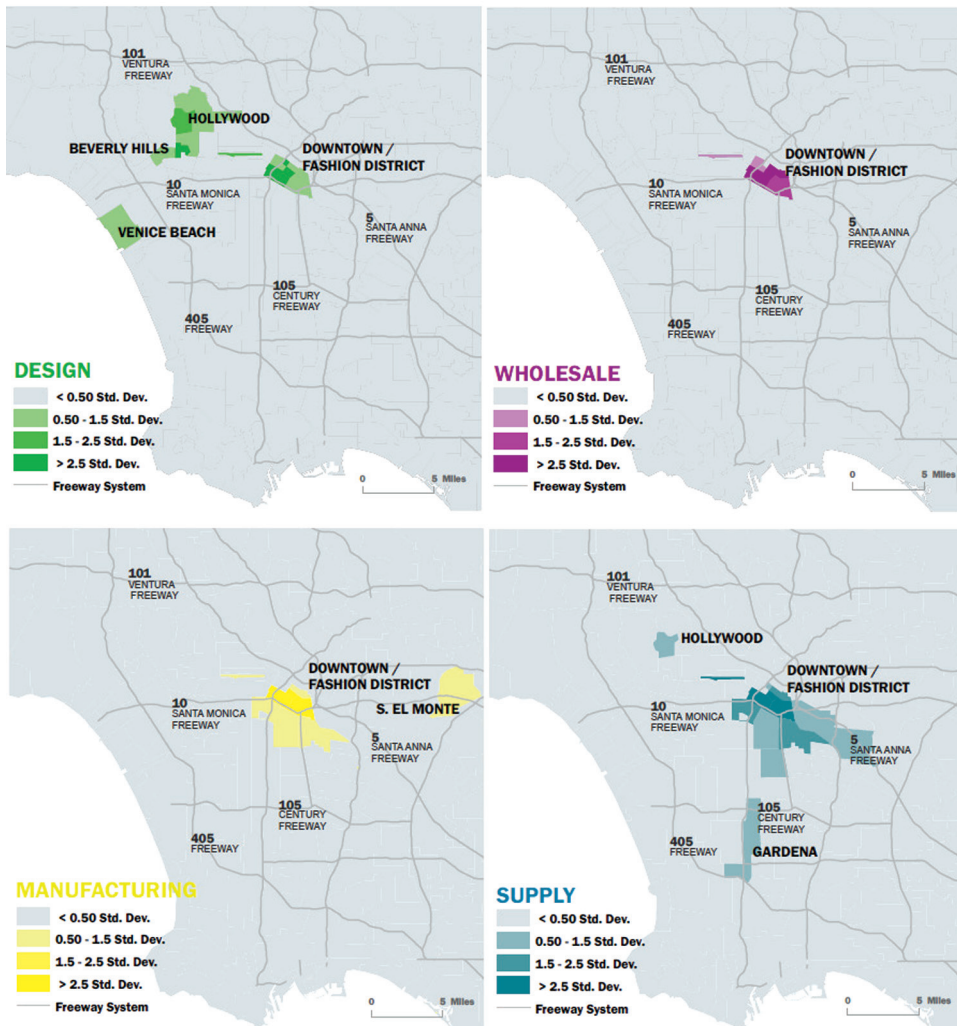 101
VENTURA
FREEWAY
HOLLYWOOD
BEVERLY HILLS
DOWNTOWN /
FASHION DISTRICT
10
SANTA MONICA
FREEWAY
5
SANTA ANNA
FREEWAY
VENICE BEACH
105
CENTURY
FREEWAY
405
FREEWAY
DESIGN
< 0.50 Std. Dev.
0.50 - 1.5 Std. Dev.
1.5 - 2.5 Std. Dev.
> 2.5 Std. Dev.
Freeway System
0 5 Miles
101
VENTURA
FREEWAY
DOWNTOWN /
FASHION DISTRICT
10
SANTA MONICA
FREEWAY
5
SANTA ANNA
FREEWAY
105
CENTURY
FREEWAY
405
FREEWAY
WHOLESALE
< 0.50 Std. Dev.
0.50 - 1.5 Std. Dev.
1.5 - 2.5 Std. Dev.
> 2.5 Std. Dev.
Freeway System
0 5 Miles
101
VENTURA
FREEWAY
DOWNTOWN /
FASHION DISTRICT
10
SANTA MONICA
FREEWAY
S. EL MONTE
5
SANTA ANNA
FREEWAY
105
CENTURY
FREEWAY
405
FREEWAY
MANUFACTURING
< 0.50 Std. Dev.
0.50 - 1.5 Std. Dev.
1.5 - 2.5 Std. Dev.
> 2.5 Std. Dev.
Freeway System
0 5 Miles
101
VENTURA
FREEWAY
HOLLYWOOD
DOWNTOWN /
FASHION DISTRICT
10
SANTA MONICA
FREEWAY
5
SANTA ANNA
FREEWAY
105
CENTURY
FREEWAY
405
FREEWAY
GARDENA
SUPPLY
< 0.50 Std. Dev.
0.50 - 1.5 Std. Dev.
1.5 - 2.5 Std. Dev.
> 2.5 Std. Dev.
Freeway System
0 5 Miles